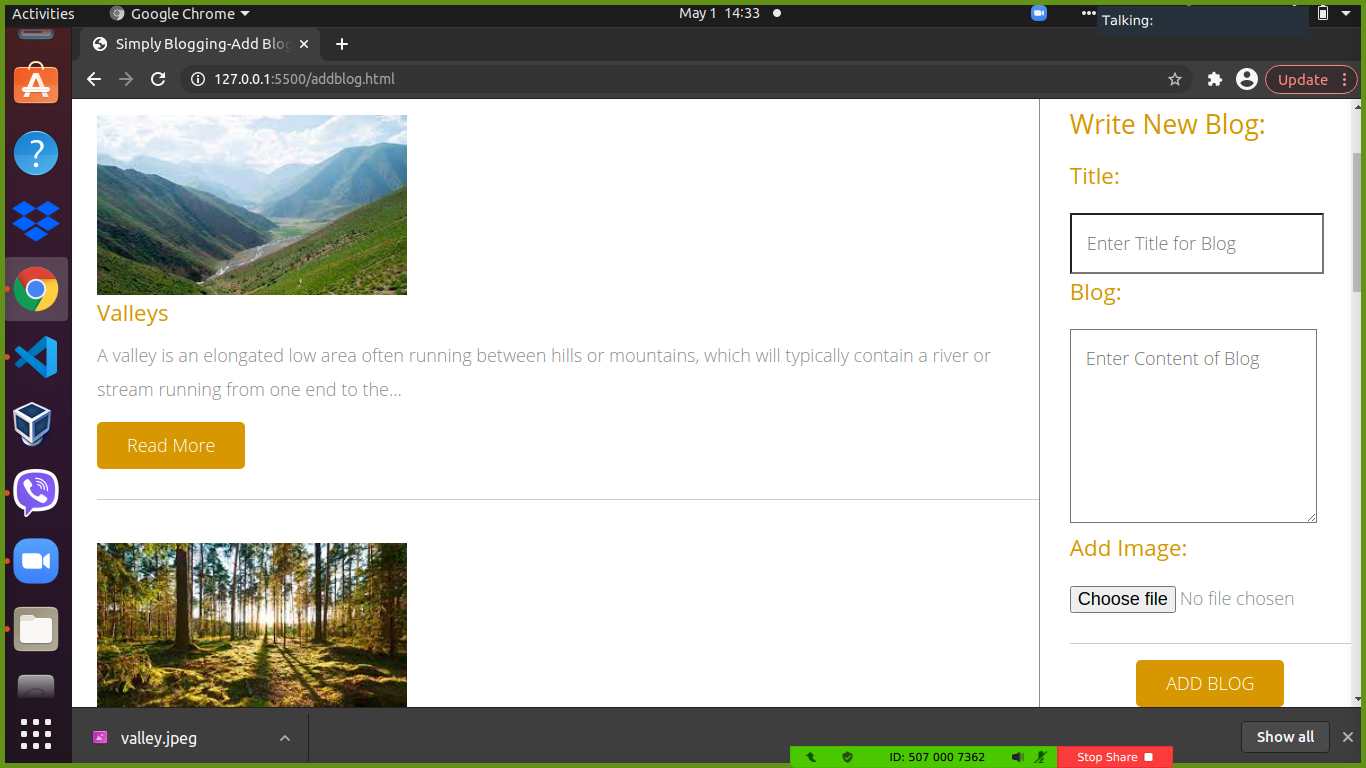 Activities
Google Chrome
May 1 14:33
Talking:
Simply Blogging-Add Blog
127.0.0.1:5500/addblog.html
Update
Valleys
A valley is an elongated low area often running between hills or mountains, which will typically contain a river or
stream running from one end to the...
Read More
Write New Blog:
Title:
Enter Title for Blog
Blog:
Enter Content of Blog
Add Image:
Choose file No file chosen
ADD BLOG
valley.jpeg
Show all
ID: 507 000 7362
Stop Share